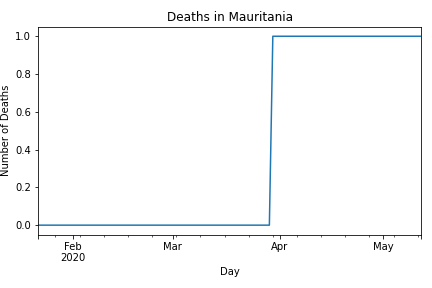 Deaths in Mauritania
1.0
0.8
0.6
0.4
0.2
0.0
Number of Deaths
Feb
2020
Mar
Apr
May
Day